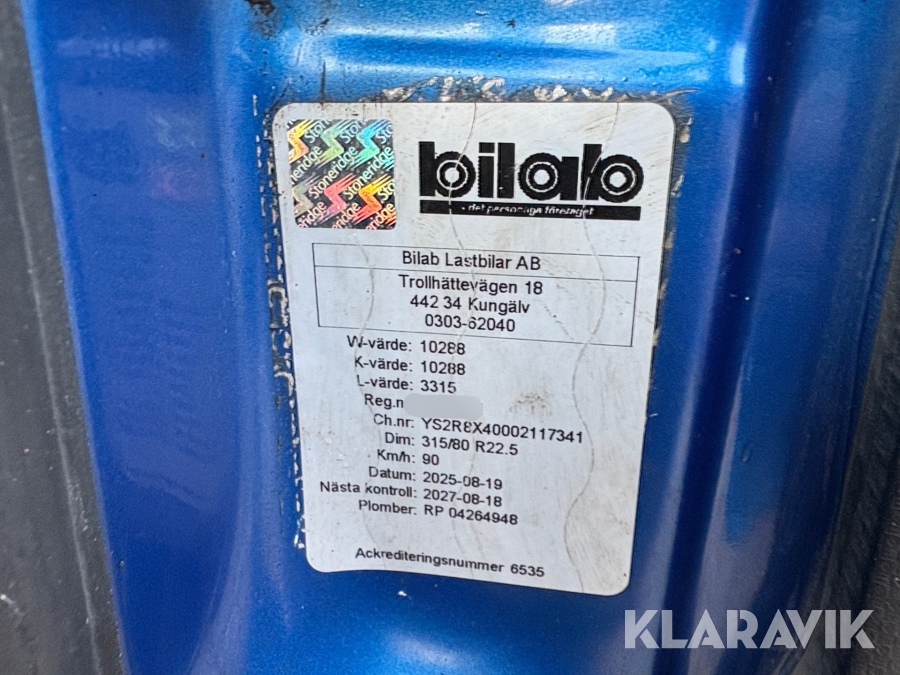 Stoneridge
bilab
- det personliga företaget
Bilab Lastbilar AB
Trollhättevägen 18
442 34 Kungälv
0303-62040
W-värde: 10288
K-värde: 10288
L-värde: 3315
Reg.n
Ch.nr: YS2R8X40002117341
Dim: 315/80 R22.5
Km/h: 90
Datum: 2025-08-19
Nästa kontroll: 2027-08-18
Plomber: RP 04264948
Ackrediteringsnummer 6535
KLARAVIK